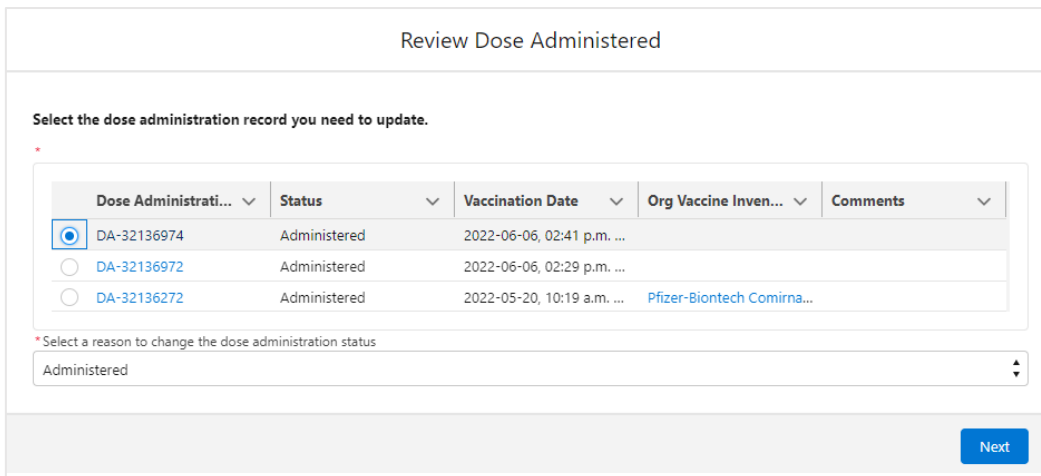 Review Dose Administered
Select the dose administration record you need to update.
*
Dose Administrati... Status Vaccination Date Org Vaccine Inven... Comments
DA-32136974 Administered 2022-06-06, 02:41 p.m. ...
DA-32136972 Administered 2022-06-06, 02:29 p.m. ...
DA-32136272 Administered 2022-05-20, 10:19 a.m. ... Pfizer-Biontech Comirna...
* Select a reason to change the dose administration status
Administered
Next